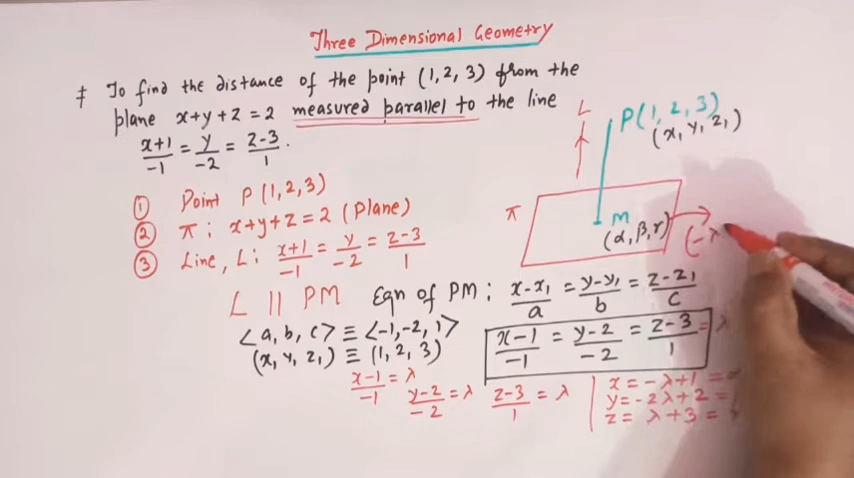 Three Dimensional Geometry
# To find the distance of the point (1, 2, 3) from the
plane x+y+z = 2 measured parallel to the line
x+1/-1 = y/-2 = z-3/1 .
L
P(1, 2, 3)
(x, y, z₁)
① Point P (1,2,3)
② π: x+y+z = 2 (Plane)
③ Line, L: x+1/-1 = y/-2 = z-3/1
π
M
(α, β, r)
(-λ
L || PM Eqn of PM: x-x₁/a = y-y₁/b = z-z₁/c
<a, b, c> ≡ <-1, -2, 1>
(x, y, z₁) ≡ (1, 2, 3)
x-1/-1 = y-2/-2 = z-3/1 = λ
x-1/-1 = λ
y-2/-2 = λ z-3/1 = λ
x = -λ+1 =
y = -2λ+2 =
z = λ+3 =